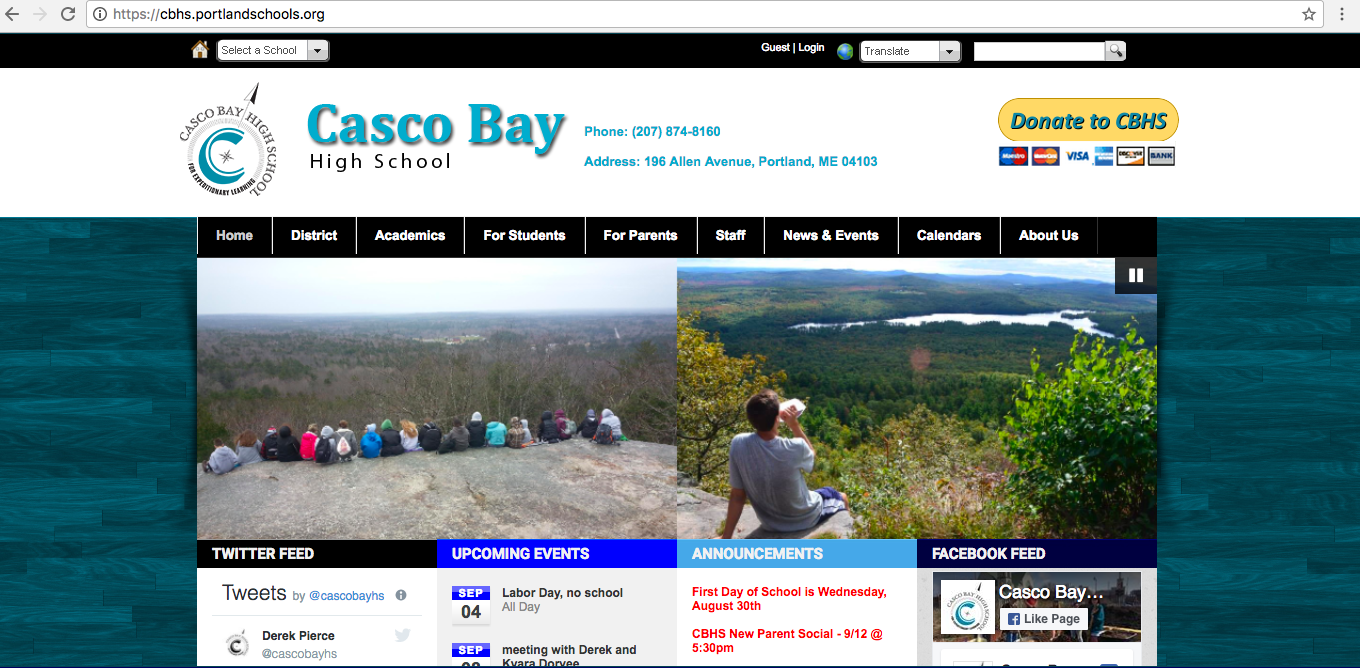 https://cbhs.portlandschools.org
Select a School
Guest | Login
Translate
CASCO BAY HIGH SCHOOL
FOR EXPEDITIONARY LEARNING
Casco Bay
High School
Phone: (207) 874-8160
Address: 196 Allen Avenue, Portland, ME 04103
Donate to CBHS
Maestro
MasterCard
VISA
DISCOVER
BANK
Home
District
Academics
For Students
For Parents
Staff
News & Events
Calendars
About Us
TWITTER FEED
Tweets by @cascobayhs
Derek Pierce
@cascobayhs
UPCOMING EVENTS
SEP
04
Labor Day, no school
All Day
SEP
meeting with Derek and
Kyara Dorvee
ANNOUNCEMENTS
First Day of School is Wednesday,
August 30th
CBHS New Parent Social - 9/12 @
5:30pm
FACEBOOK FEED
Casco Bay...
Like Page